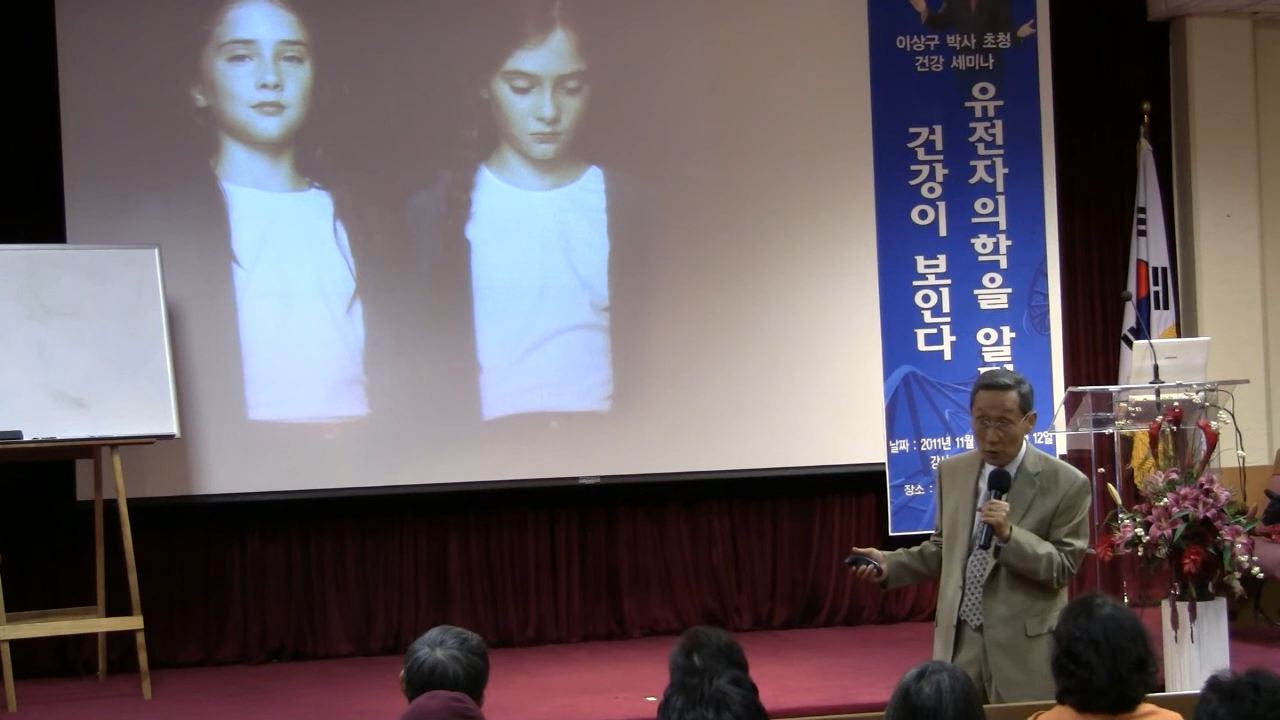 이상구 박사 초청
건강 세미나
유전자의학을 알
건강이 보인다
날짜 : 2011년 11월 12일
장소 :